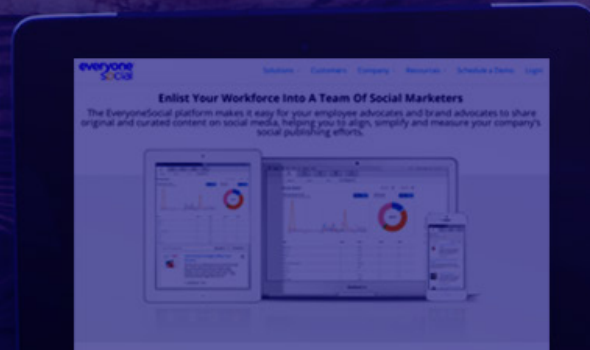 everyone
social
Solutions Customers Company Resources Schedule a Demo Login
Enlist Your Workforce Into A Team Of Social Marketers
The EveryoneSocial platform makes it easy for your employee advocates and brand advocates to share
original and curated content on social media, helping you to align, simplify and measure your company's
social publishing efforts.